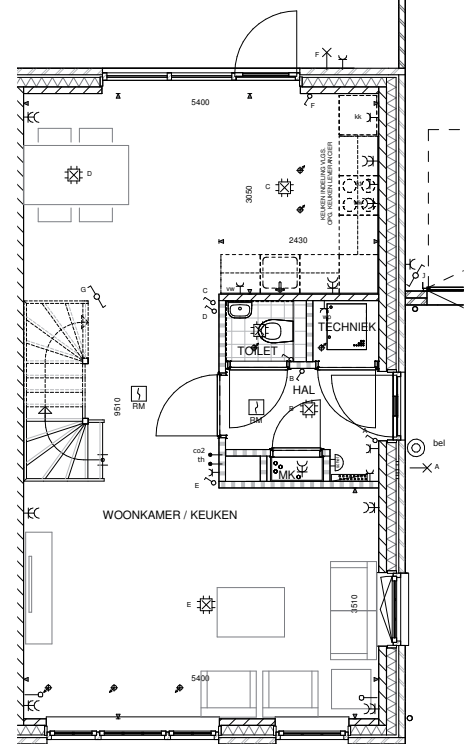 F
5400
F
kk
D
C
3050
KEUKEN INDELING VLGS.
OPG. KEUKEN LEVERANCIER
2430
J
G
C
D
vw
TOILET
TECHNIEK
B
HAL
9510
RM
RM
B
A
bel
co2
th
E
MK
A
WOONKAMER / KEUKEN
E
3510
5400